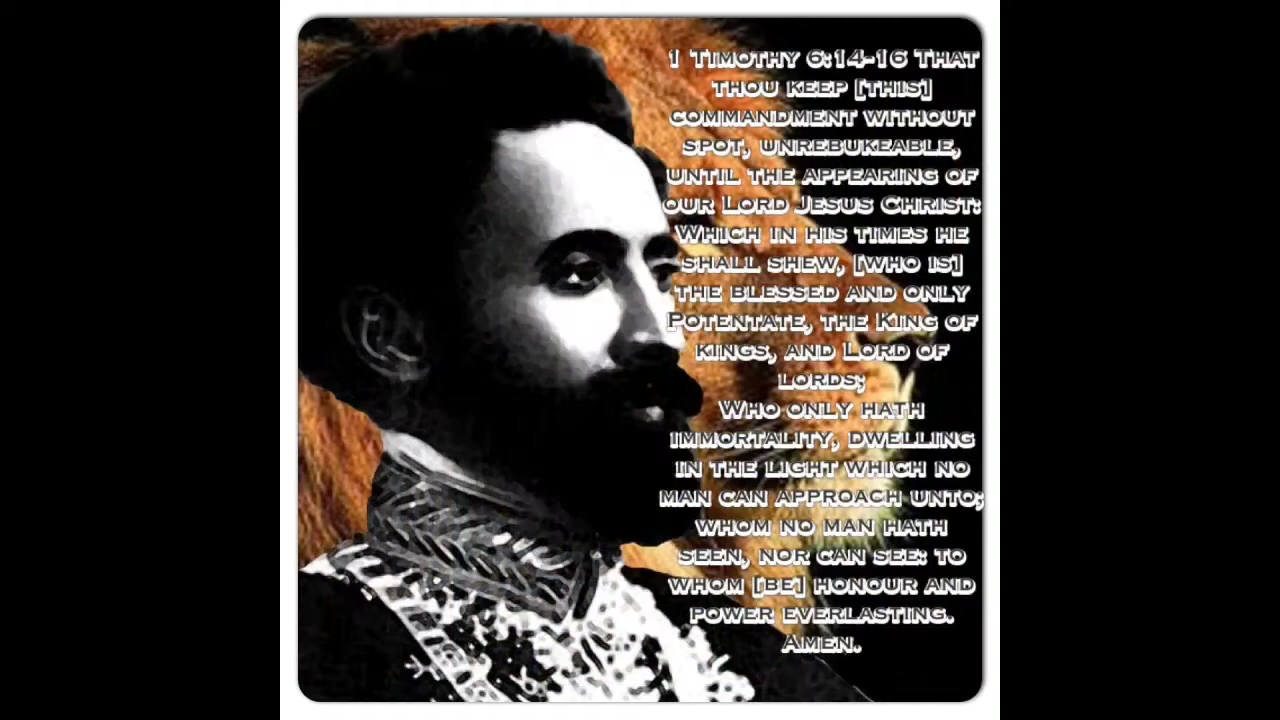 1 Timothy 6:14-16 That
thou keep [this]
commandment without
spot, unrebukeable,
until the appearing of
our Lord Jesus Christ:
Which in his times he
shall shew, [who is]
the blessed and only
Potentate, the King of
kings, and Lord of
lords;
Who only hath
immortality, dwelling
in the light which no
man can approach unto;
whom no man hath
seen, nor can see: to
whom [be] honour and
power everlasting.
Amen.